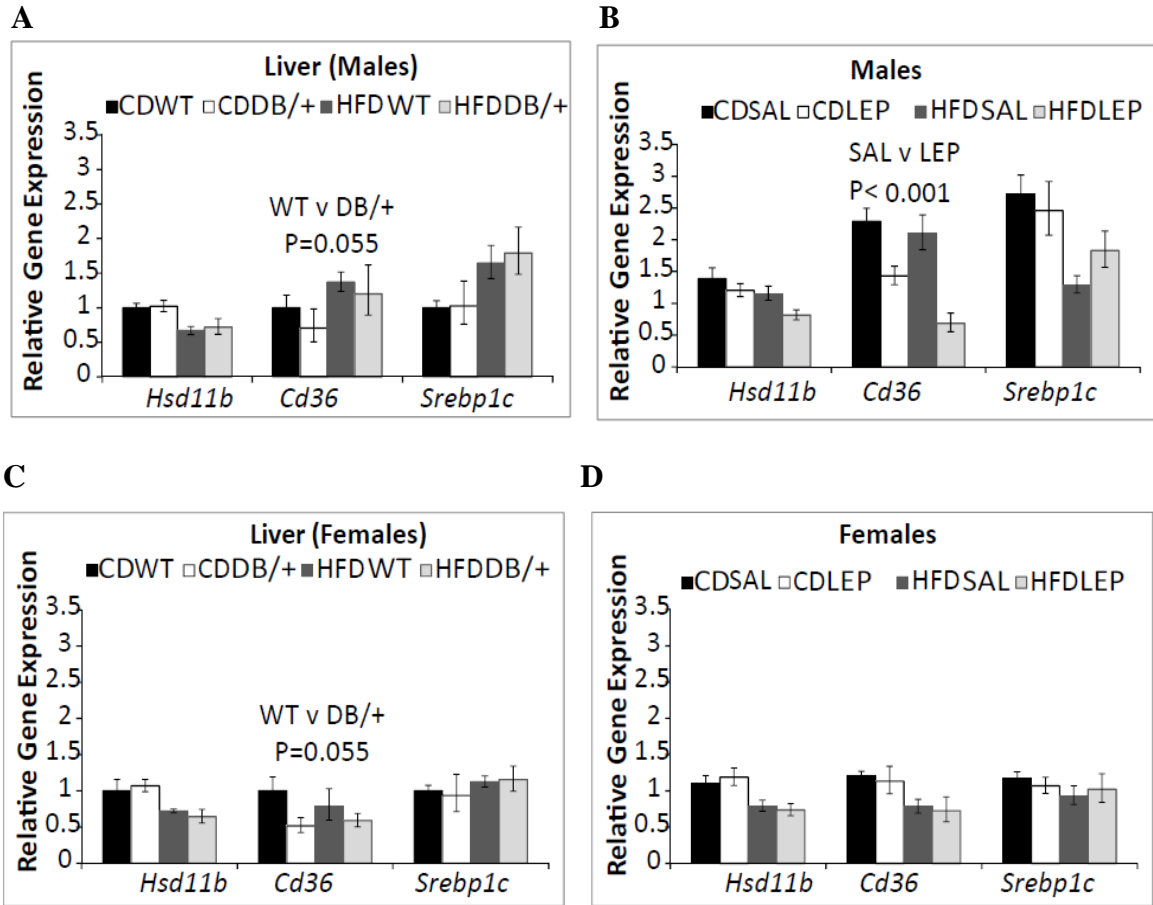 A
Liver (Males)
CDWT CDDB/+ HFDWT HFDDB/+
Relative Gene Expression
3.5
3
2.5
2
1.5
1
0.5
0
WT v DB/+
P=0.055
Hsd11b Cd36 Srebp1c
B
Males
CDSAL CDLEP HFDSAL HFDLEP
Relative Gene Expression
3.5
3
2.5
2
1.5
1
0.5
0
SAL v LEP
P< 0.001
Hsd11b Cd36 Srebp1c
C
Liver (Females)
CDWT CDDB/+ HFDWT HFDDB/+
Relative Gene Expression
3.5
3
2.5
2
1.5
1
0.5
0
WT v DB/+
P=0.055
Hsd11b Cd36 Srebp1c
D
Females
CDSAL CDLEP HFDSAL HFDLEP
Relative Gene Expression
3.5
3
2.5
2
1.5
1
0.5
0
Hsd11b Cd36 Srebp1c